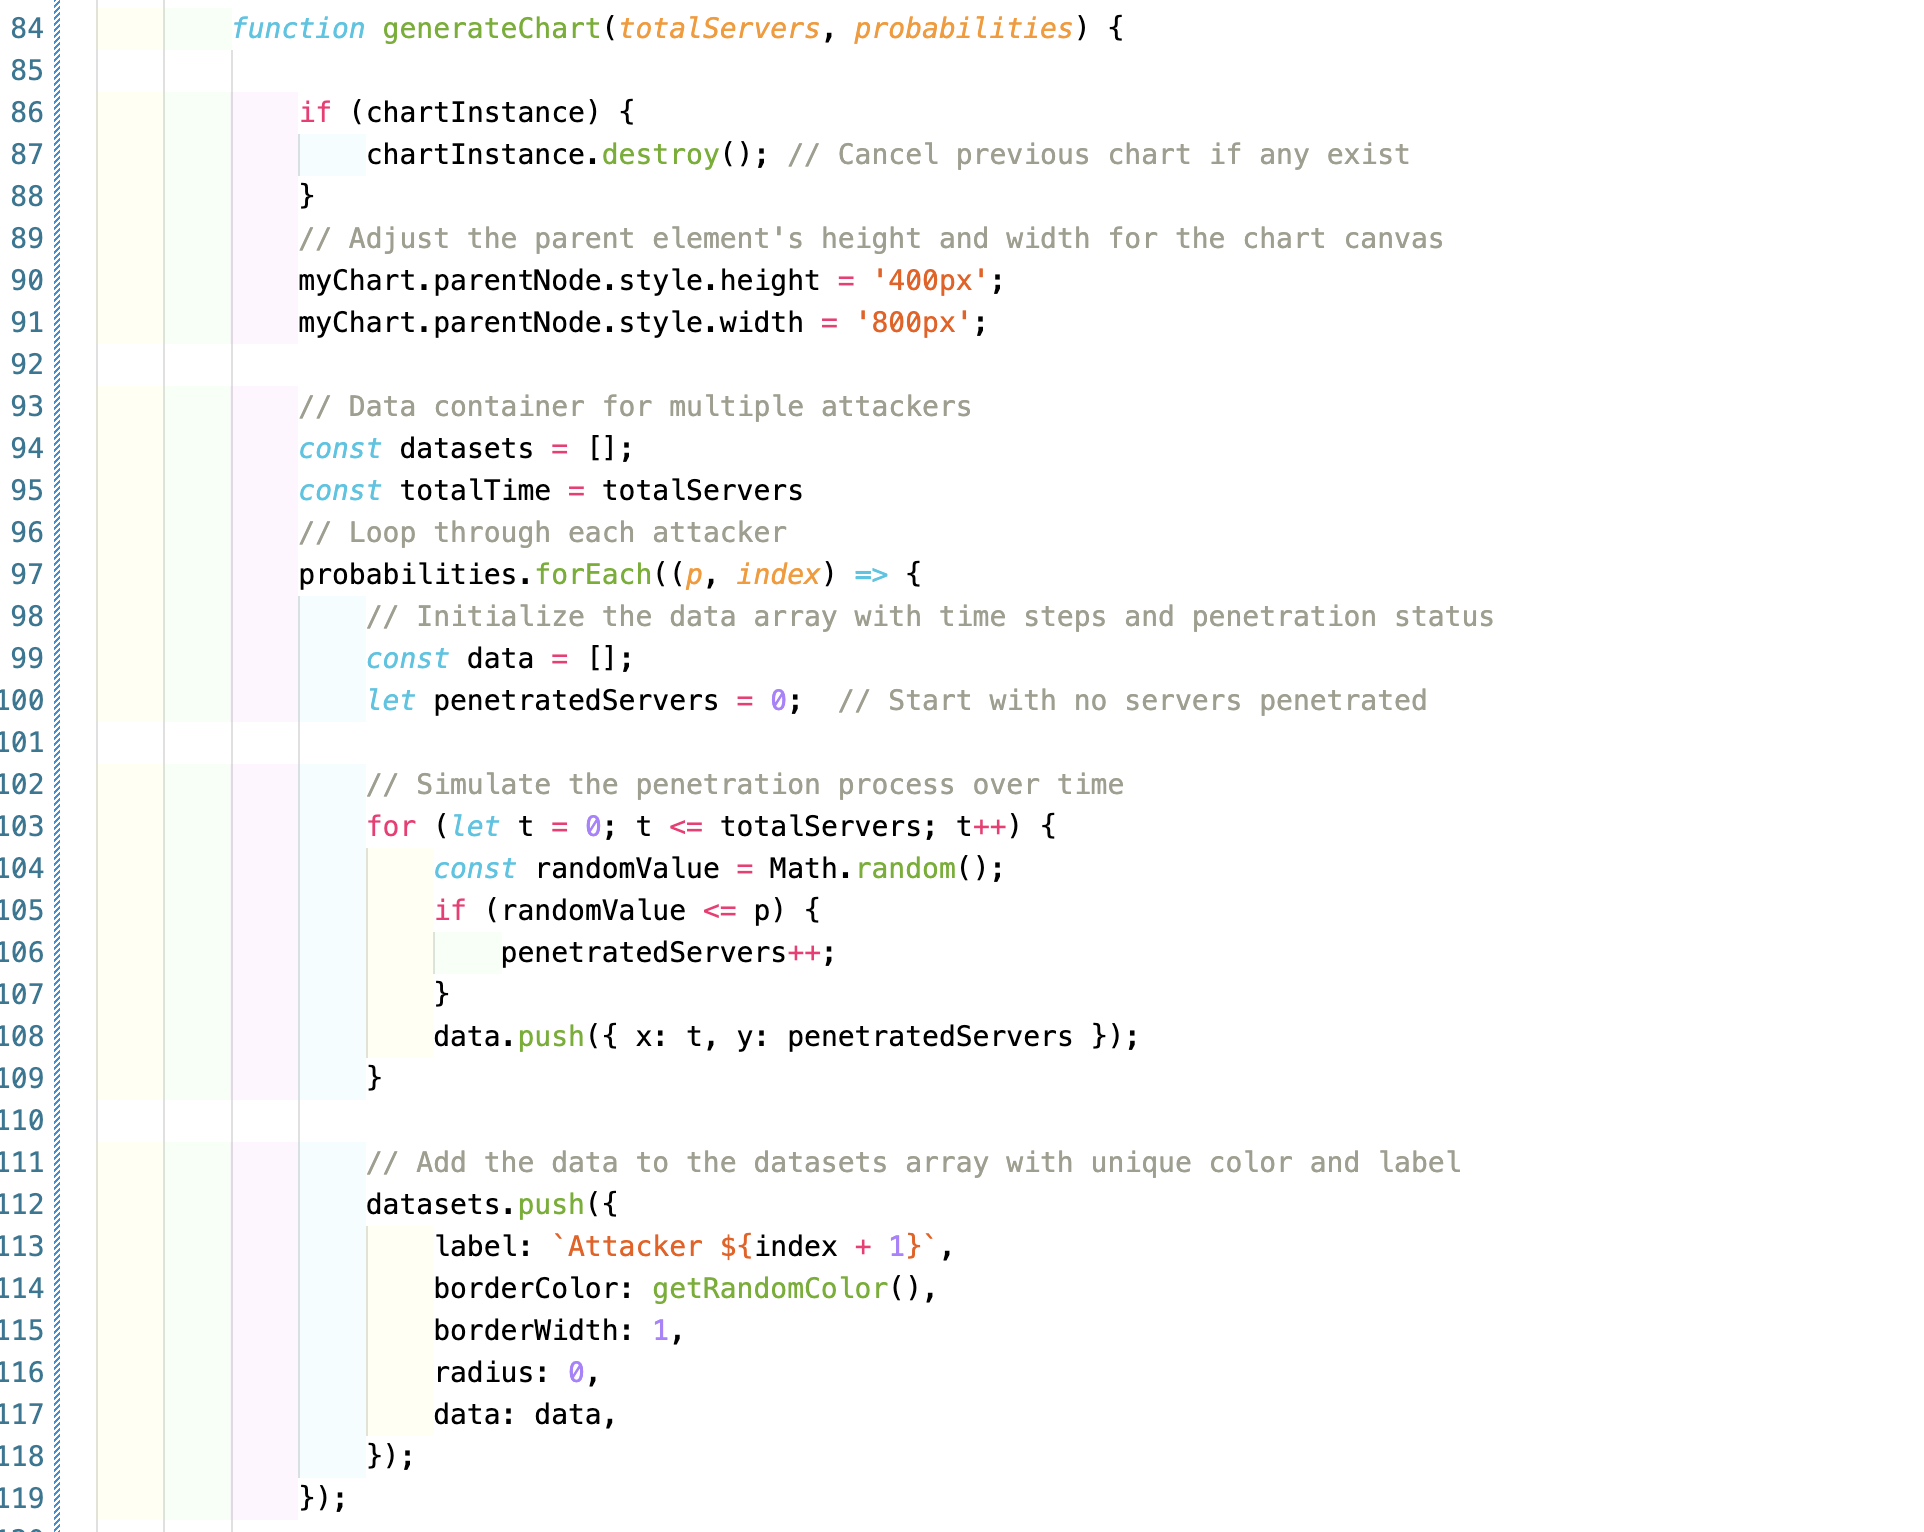 84 function generateChart(totalServers, probabilities) {
85
86 if (chartInstance) {
87 chartInstance.destroy(); // Cancel previous chart if any exist
88 }
89 // Adjust the parent element's height and width for the chart canvas
90 myChart.parentNode.style.height = '400px';
91 myChart.parentNode.style.width = '800px';
92
93 // Data container for multiple attackers
94 const datasets = [];
95 const totalTime = totalServers
96 // Loop through each attacker
97 probabilities.forEach((p, index) => {
98 // Initialize the data array with time steps and penetration status
99 const data = [];
100 let penetratedServers = 0;  // Start with no servers penetrated
101
102 // Simulate the penetration process over time
103 for (let t = 0; t <= totalServers; t++) {
104 const randomValue = Math.random();
105 if (randomValue <= p) {
106 penetratedServers++;
107 }
108 data.push({ x: t, y: penetratedServers });
109 }
110
111 // Add the data to the datasets array with unique color and label
112 datasets.push({
113 label: `Attacker ${index + 1}`,
114 borderColor: getRandomColor(),
115 borderWidth: 1,
116 radius: 0,
117 data: data,
118 });
119 });